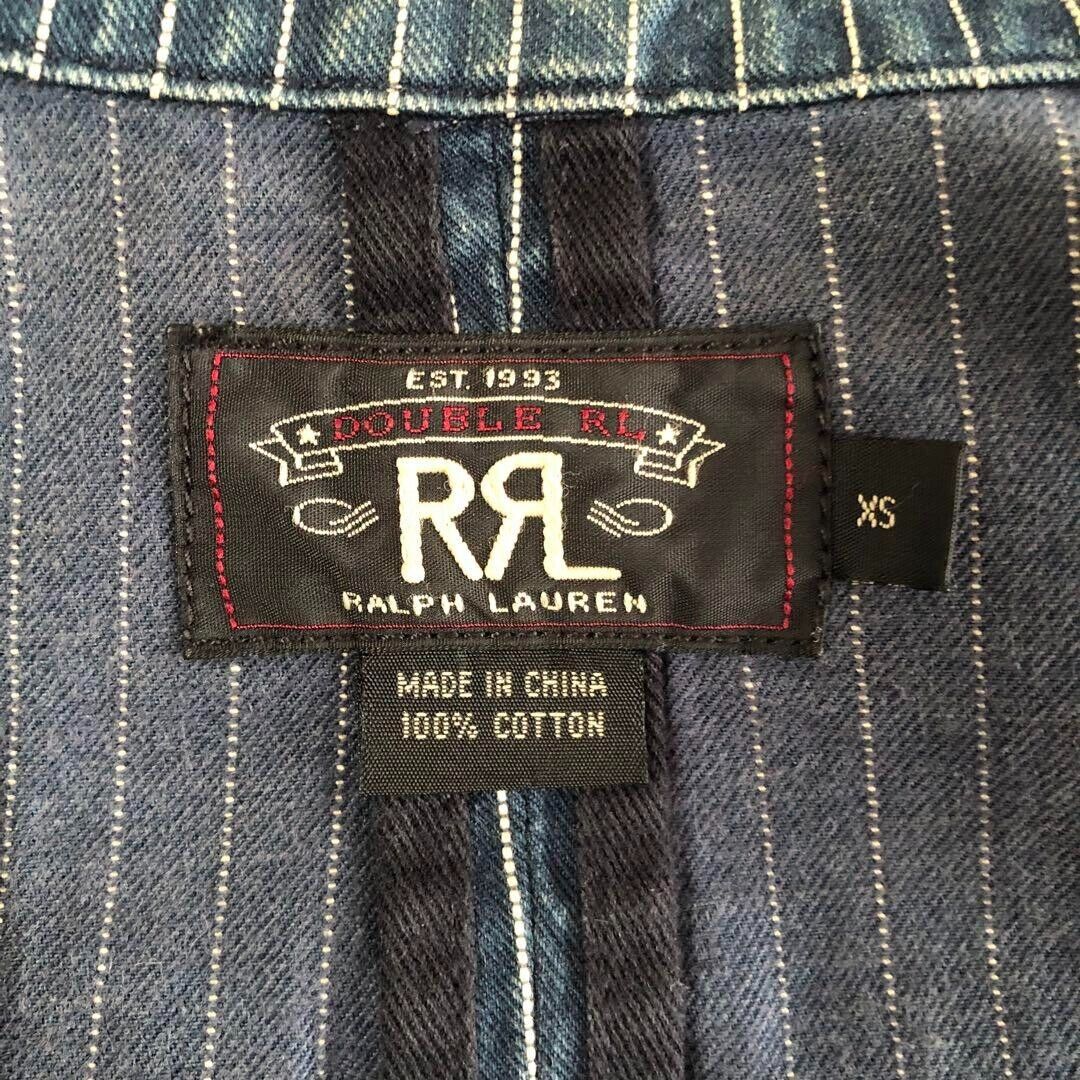 EST. 1993
DOUBLE RL
RRL
RALPH LAUREN
XS
MADE IN CHINA
100% COTTON